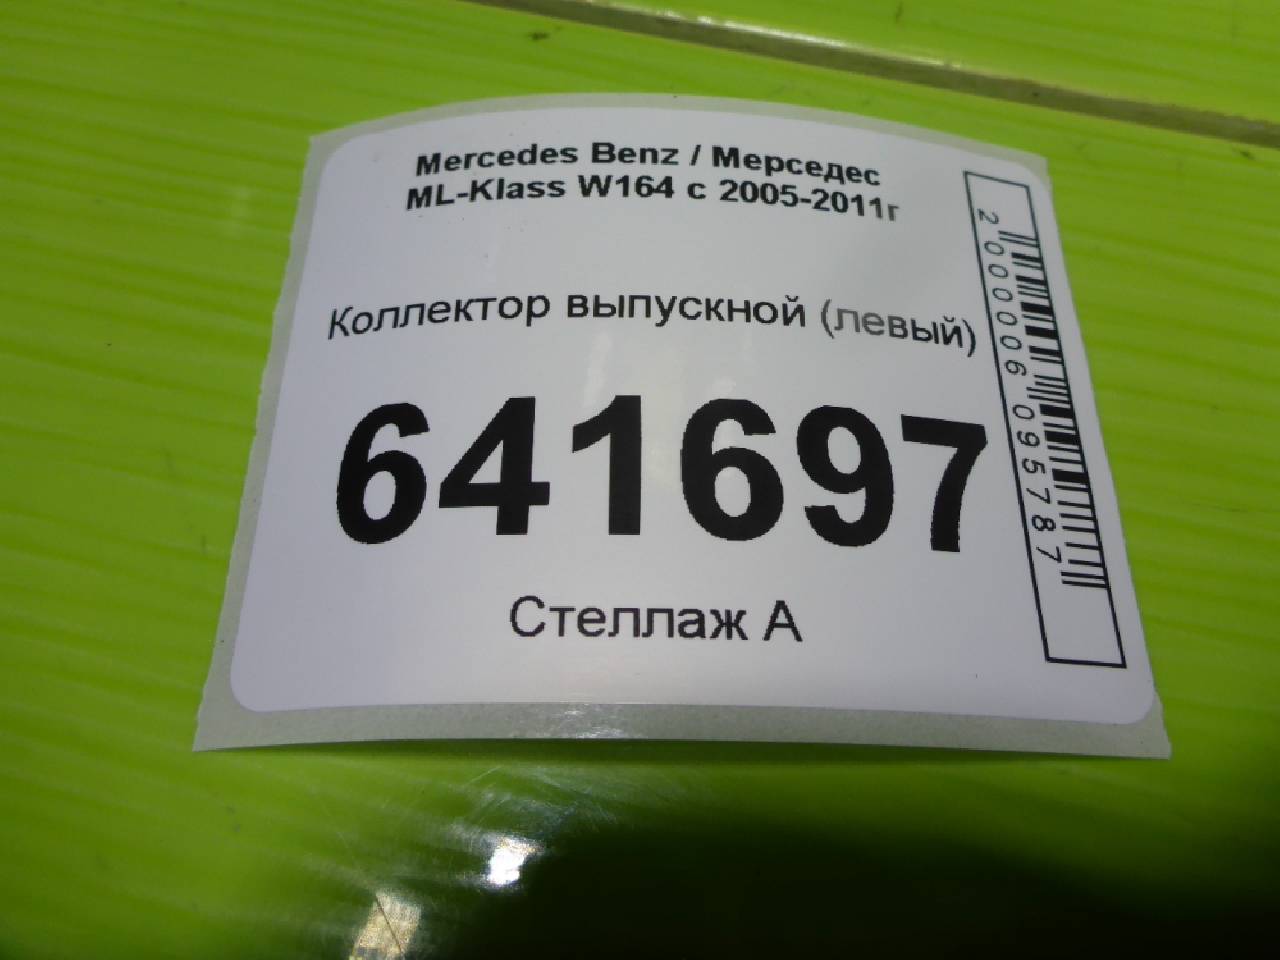 Mercedes Benz / Мерседес
ML-Klass W164 с 2005-2011г
Коллектор выпускной (левый)
641697
Стеллаж А
2000006095787